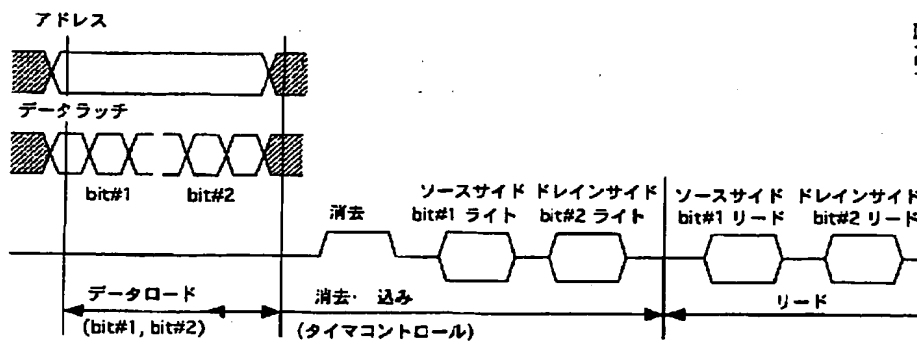 アドレス
データラッチ
bit#1
bit#2
消去
ソースサイド
bit#1 ライト
ドレインサイド
bit#2 ライト
ソースサイド
bit#1 リード
ドレインサイド
bit#2 リード
データロード
(bit#1, bit#2)
消去・ 込み
(タイマコントロール)
リード